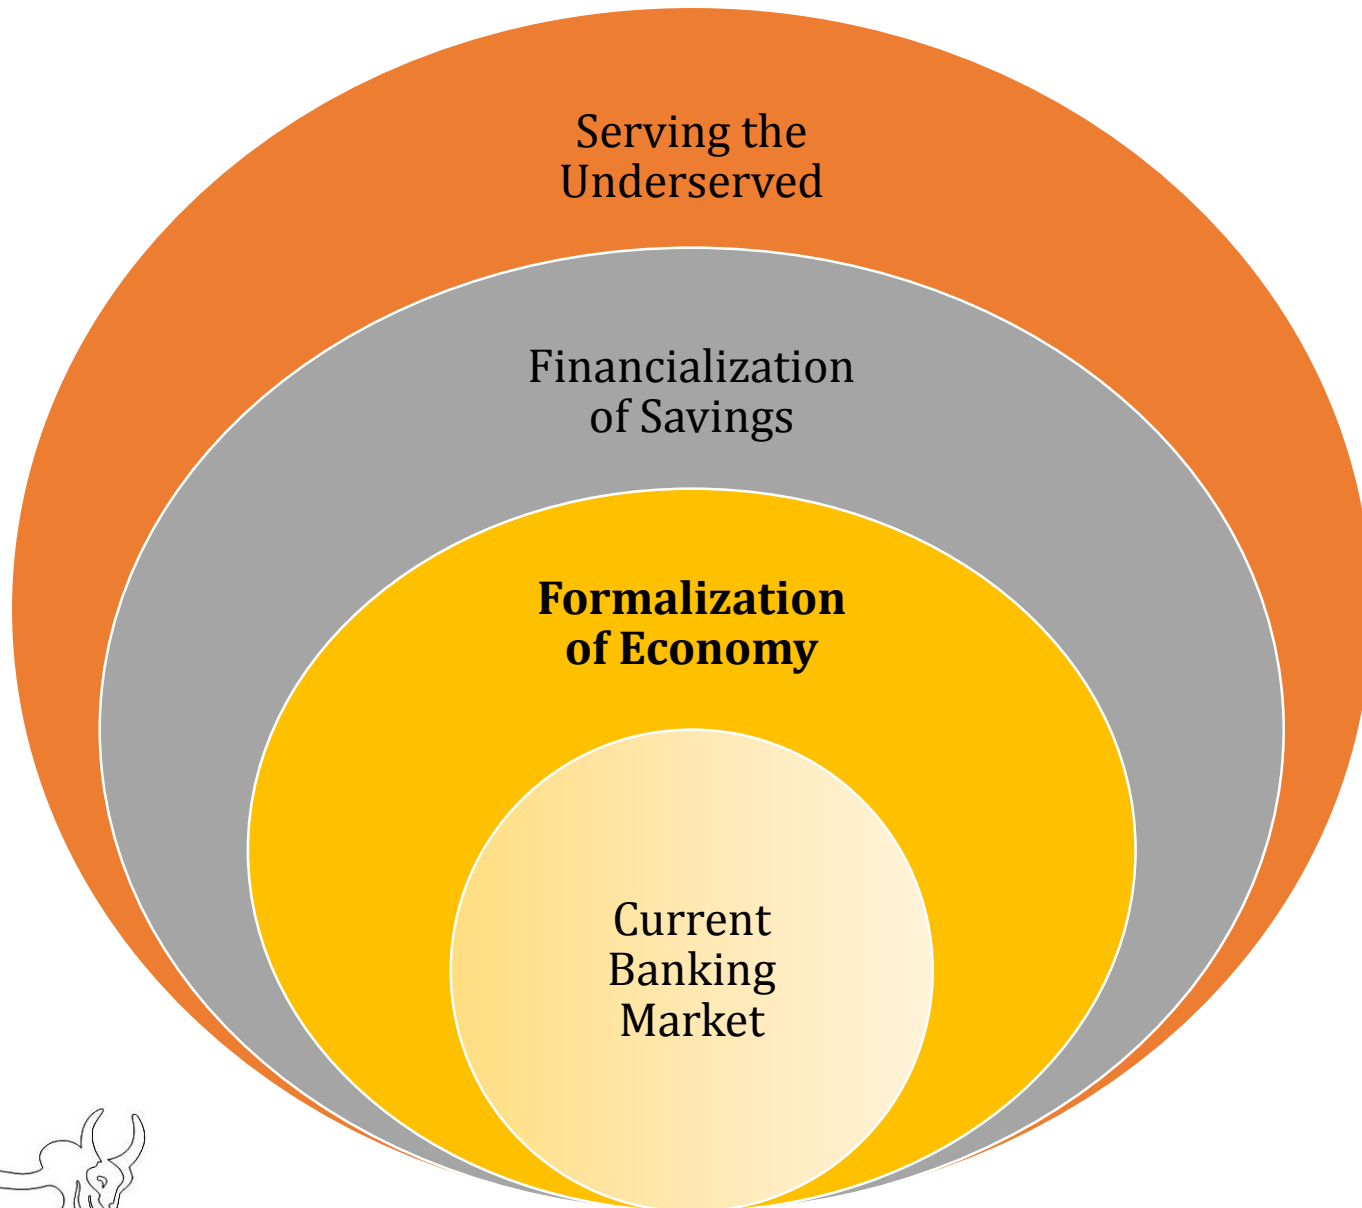 Serving the
Underserved
Financialization
of Savings
Formalization
of Economy
Current
Banking
Market